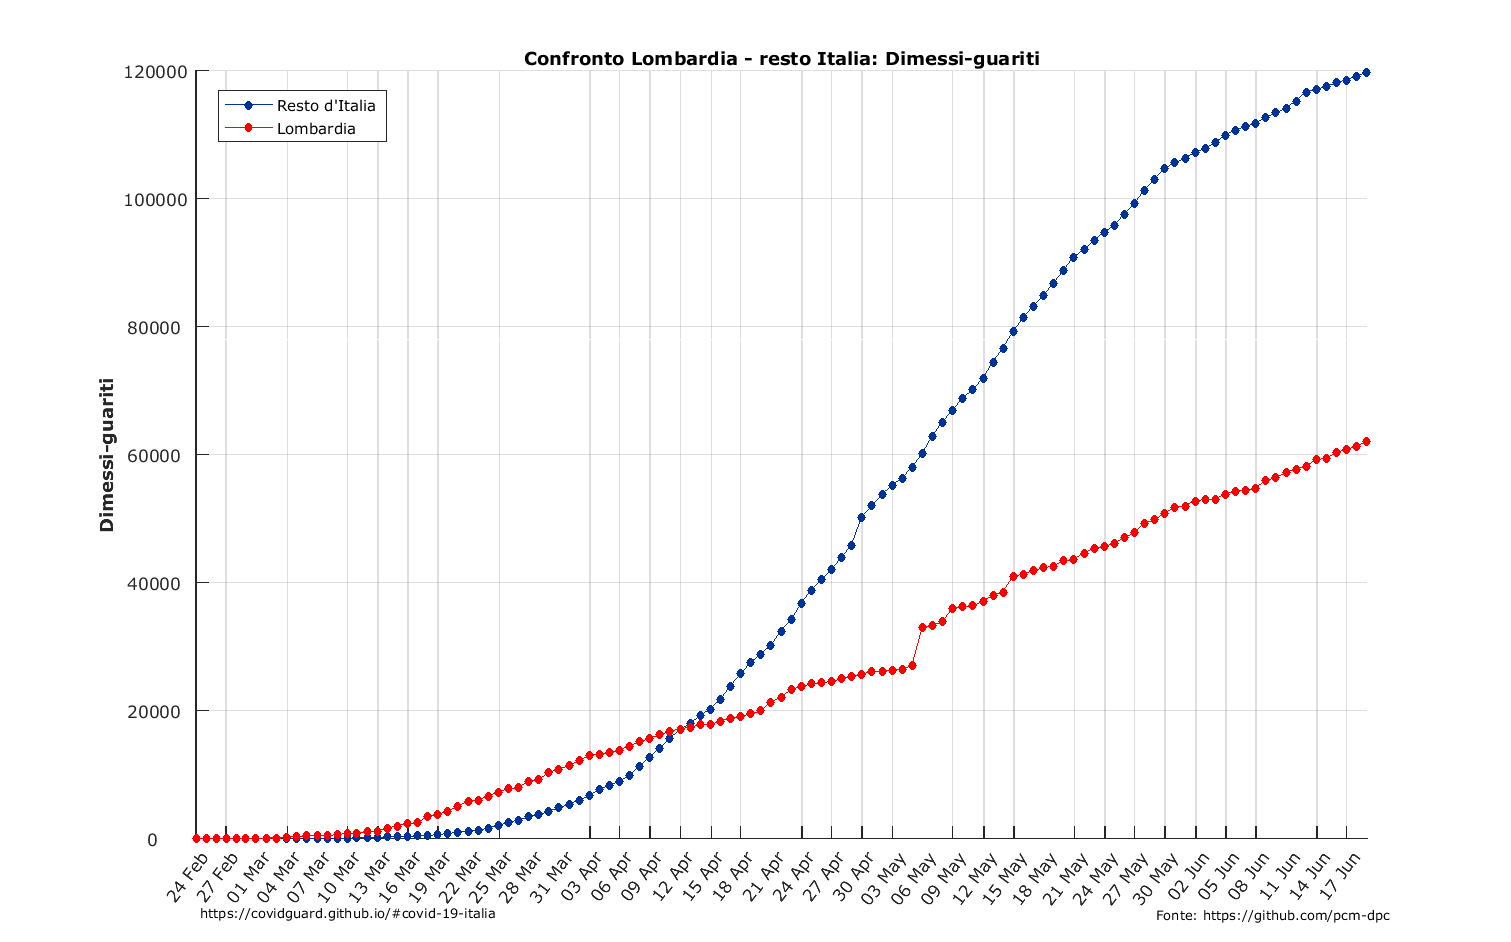 Confronto Lombardia - resto Italia: Dimessi-guariti
Resto d'Italia
Lombardia
Dimessi-guariti
120000
100000
80000
60000
40000
20000
0
24 Feb
27 Feb
01 Mar
04 Mar
07 Mar
10 Mar
13 Mar
16 Mar
19 Mar
22 Mar
25 Mar
28 Mar
31 Mar
03 Apr
06 Apr
09 Apr
12 Apr
15 Apr
18 Apr
21 Apr
24 Apr
27 Apr
30 Apr
03 May
06 May
09 May
12 May
15 May
18 May
21 May
24 May
27 May
30 May
02 Jun
05 Jun
08 Jun
11 Jun
14 Jun
17 Jun
https://covidguard.github.io/#covid-19-italia
Fonte: https://github.com/pcm-dpc